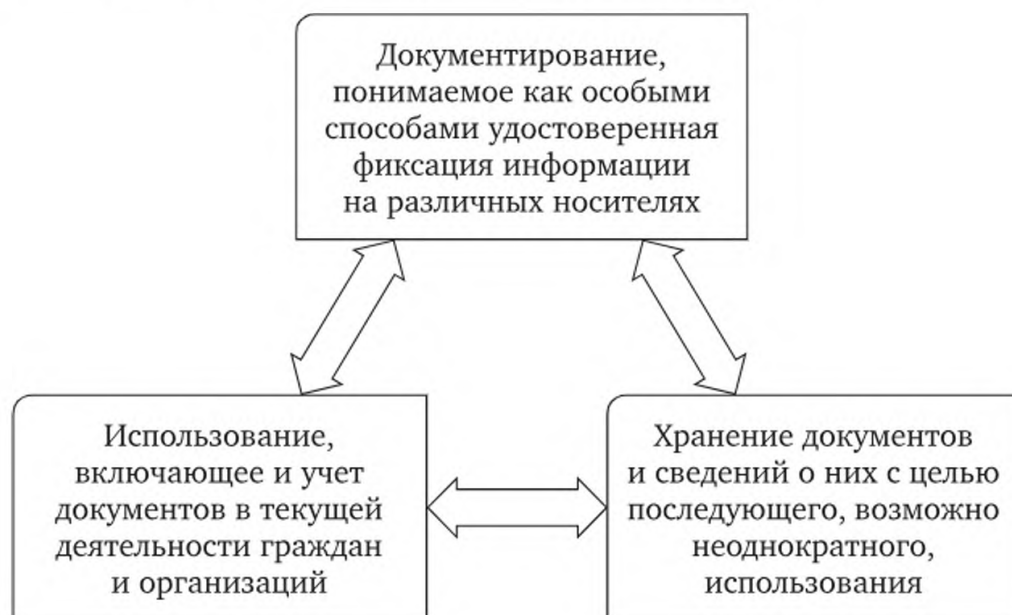 Документирование,
понимаемое как особыми
способами удостоверенная
фиксация информации
на различных носителях
Использование,
включающее и учет
документов в текущей
деятельности граждан
и организаций
Хранение документов
и сведений о них с целью
последующего, возможно
неоднократного,
использования